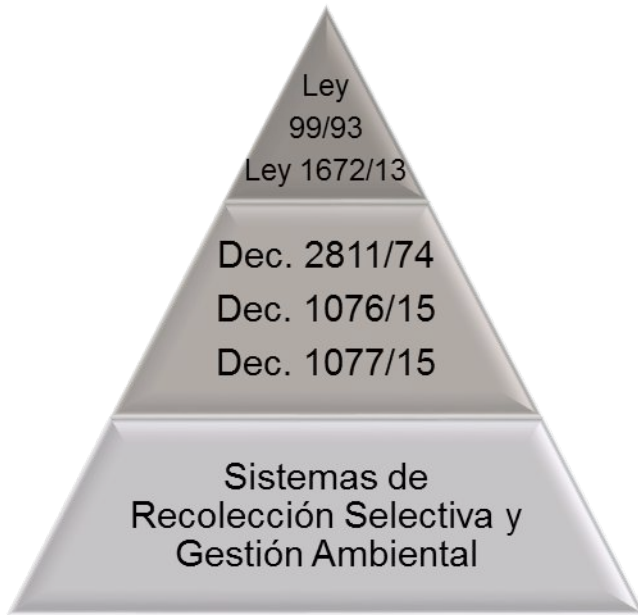 Ley
99/93
Ley 1672/13
Dec. 2811/74
Dec. 1076/15
Dec. 1077/15
Sistemas de
Recolección Selectiva y
Gestión Ambiental